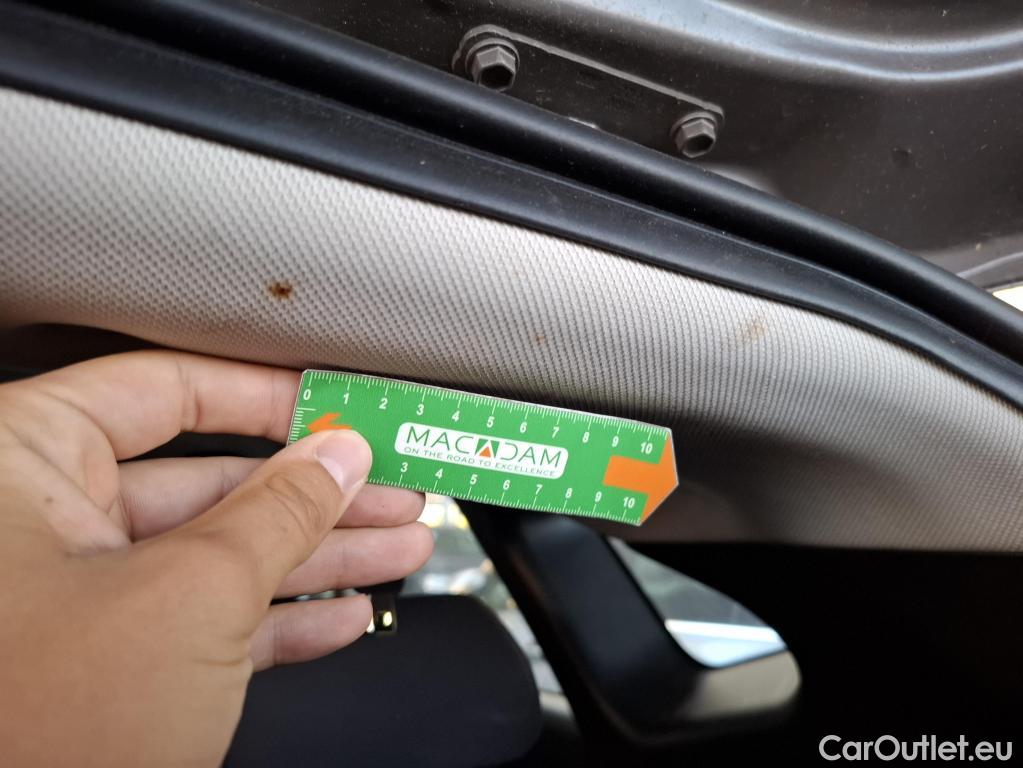 0 1 2 3 4 5 6 7 8 9 10
MACADAM
ON THE ROAD TO EXCELLENCE
3 4 5 6 7 8 9 10
CarOutlet.eu